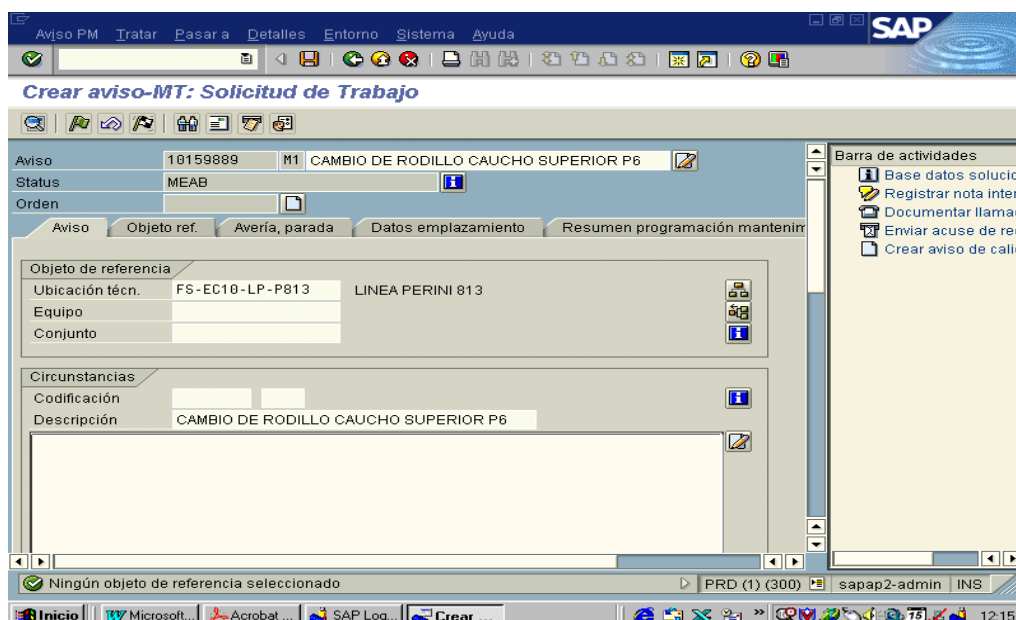 Aviso PM Tratar Pasar a Detalles Entorno Sistema Ayuda
SAP
Crear aviso-MT: Solicitud de Trabajo
Aviso 10159889 M1 CAMBIO DE RODILLO CAUCHO SUPERIOR P6
Status MEAB
Orden
Aviso Objeto ref. Avería, parada Datos emplazamiento Resumen programación mantenim
Objeto de referencia
Ubicación técn. FS-EC10-LP-P813 LINEA PERINI 813
Equipo
Conjunto
Circunstancias
Codificación
Descripción CAMBIO DE RODILLO CAUCHO SUPERIOR P6
Barra de actividades
Base datos solucio
Registrar nota inter
Documentar llama
Enviar acuse de re
Crear aviso de cali
Ningún objeto de referencia seleccionado
PRD (1) (300) sapap2-admin INS
Inicio Microsoft... Acrobat ... SAP Log... Crear ... » 15 12:15